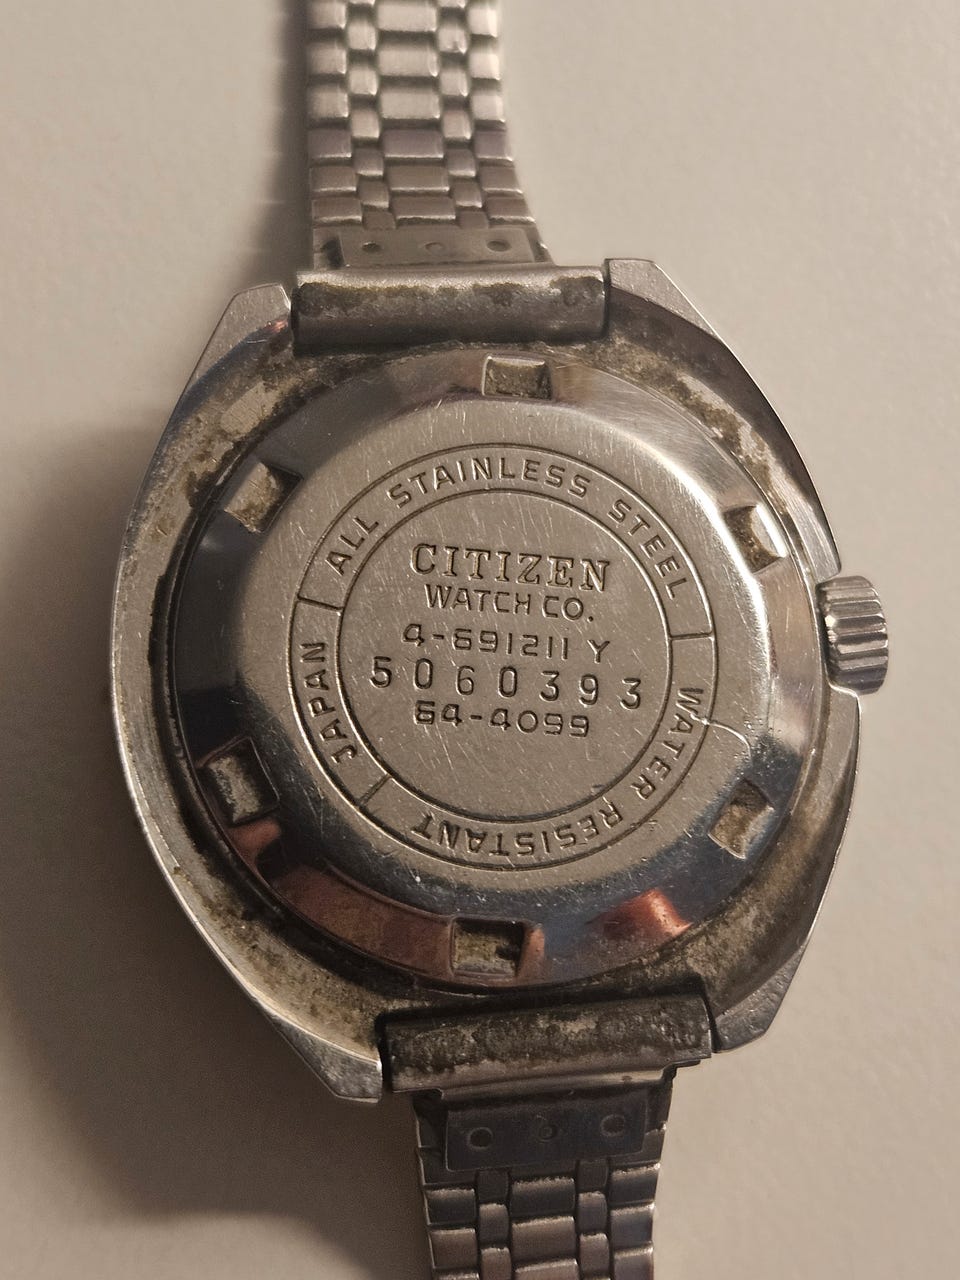 ALL STAINLESS STEEL
WATER RESISTANT
JAPAN
CITIZEN
WATCH CO.
4-691211 Y
5060393
64-4099